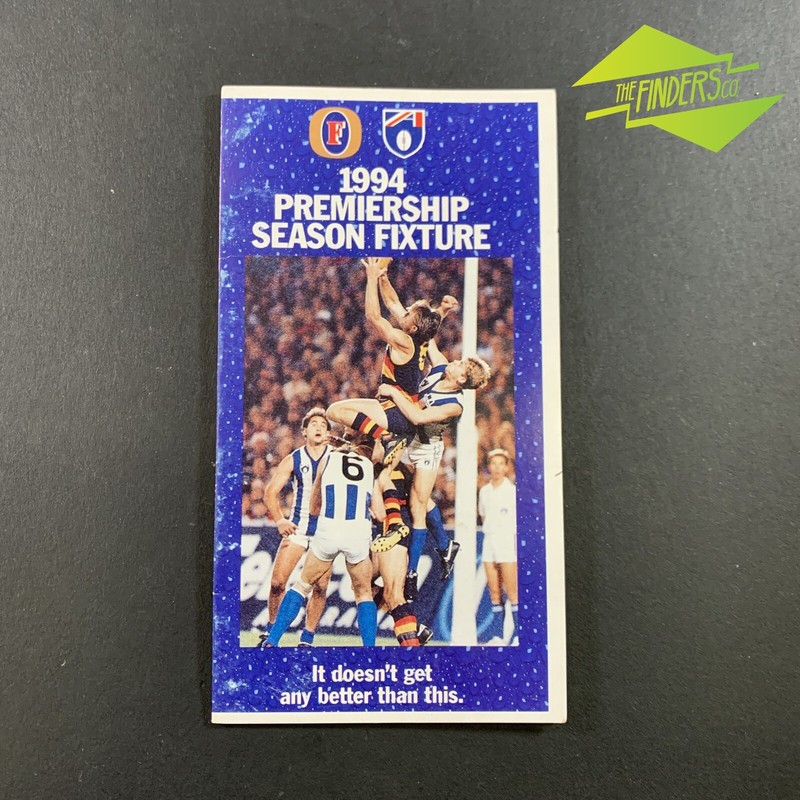 THE FINDERS CO.
F
1994
PREMIERSHIP
SEASON FIXTURE
6
It doesn't get
any better than this.